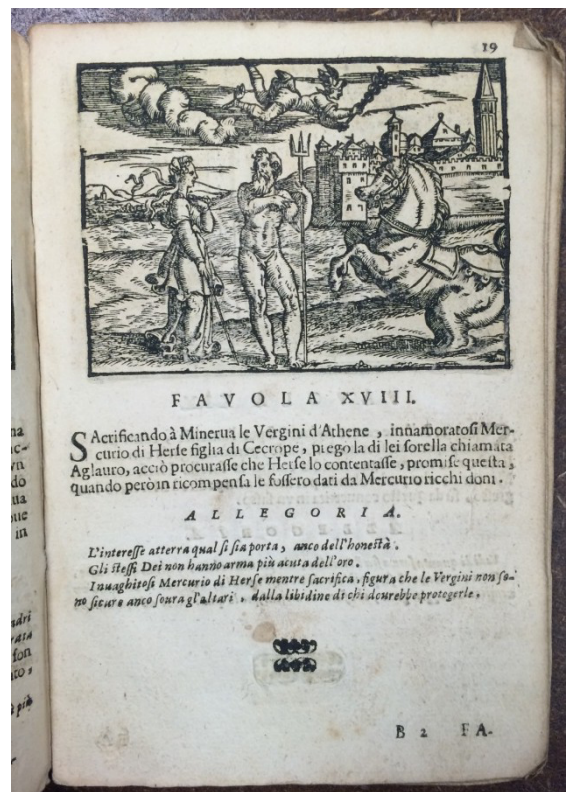 19
FAVOLA XVIII.
SAcrificando à Minerua le Vergini d'Athene, innamoratosi Mer-
curio di Herse figlia di Cecrope, prego la di lei sorella chiamata
Aglauro, acciò procurasse che Herse lo contentasse, promise questa,
quando però in ricompensa le fossero dati da Mercurio ricchi doni.
ALLEGORIA.
L'interesse atterra qual si sia porta, anco dell'honestà.
Gli stessi Dei non hanno arma più acuta dell'oro.
Inuaghitosi Mercurio di Herse mentre sacrifica, figura che le Vergini non so-
no sicure anco soura gl'altari, dalla libidine di chi dourebbe protegerle.
B 2 FA-